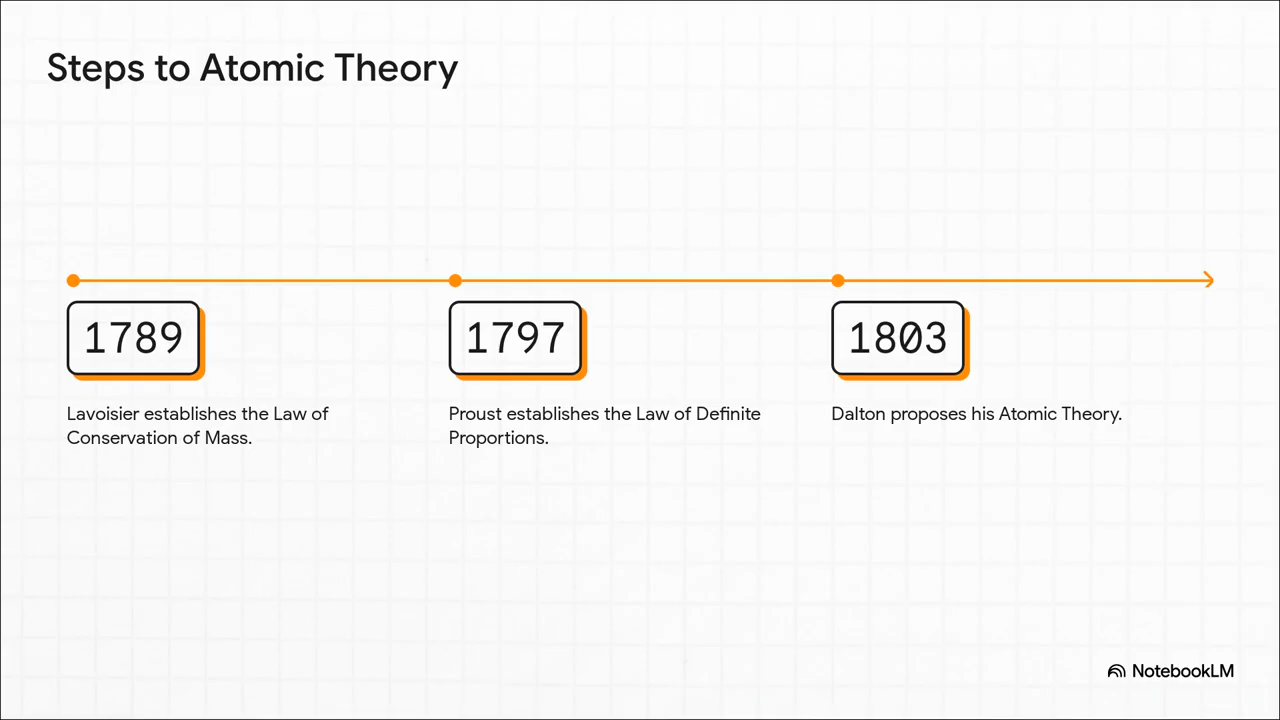 Steps to Atomic Theory
1789
Lavoisier establishes the Law of
Conservation of Mass.
1797
Proust establishes the Law of Definite
Proportions.
1803
Dalton proposes his Atomic Theory.
NotebookLM